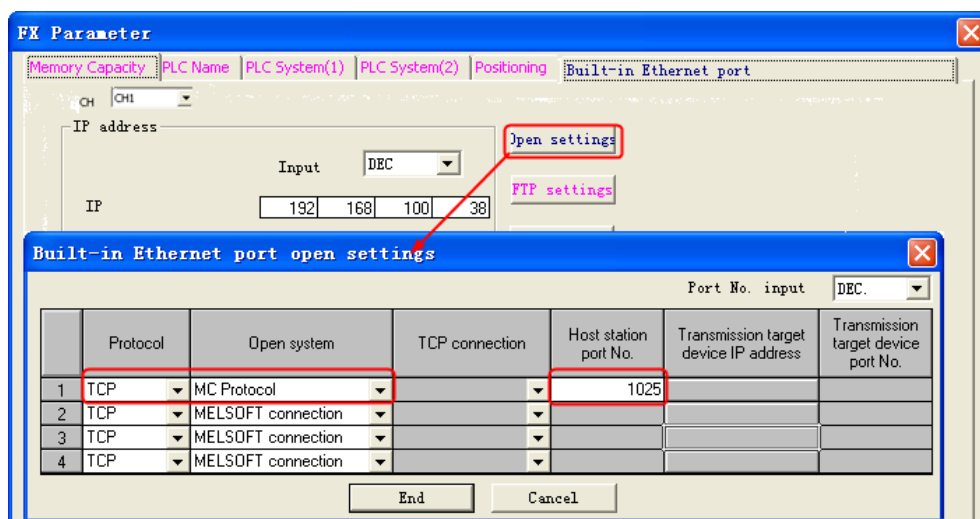 FX Parameter
Memory Capacity PLC Name PLC System(1) PLC System(2) Positioning Built-in Ethernet port
CH CH1
IP address
Open settings
Input DEC
FTP settings
IP 192 168 100 38
Built-in Ethernet port open settings
Port No. input DEC.
Protocol Open system TCP connection Host station port No. Transmission target device IP address Transmission target device port No.
1 TCP MC Protocol 1025
2 TCP MELSOFT connection
3 TCP MELSOFT connection
4 TCP MELSOFT connection
End Cancel